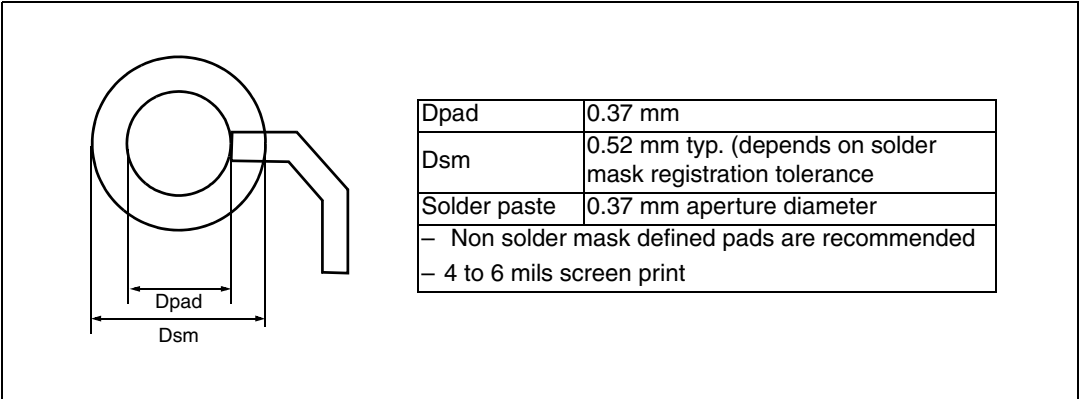 Dpad 0.37 mm
Dsm 0.52 mm typ. (depends on solder
mask registration tolerance
Solder paste 0.37 mm aperture diameter
– Non solder mask defined pads are recommended
– 4 to 6 mils screen print
Dpad
Dsm